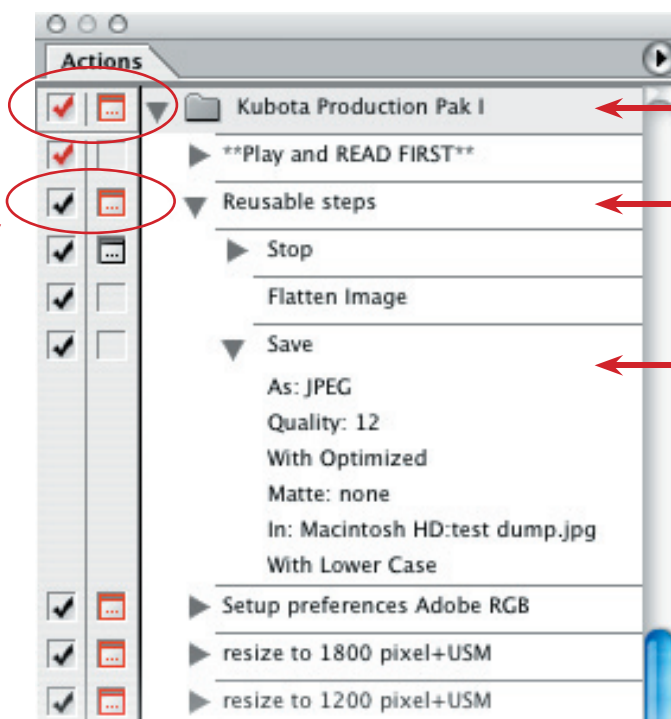 Actions
Kubota Production Pak I
**Play and READ FIRST**
Reusable steps
Stop
Flatten Image
Save
As: JPEG
Quality: 12
With Optimized
Matte: none
In: Macintosh HD:test dump.jpg
With Lower Case
Setup preferences Adobe RGB
resize to 1800 pixel+USM
resize to 1200 pixel+USM